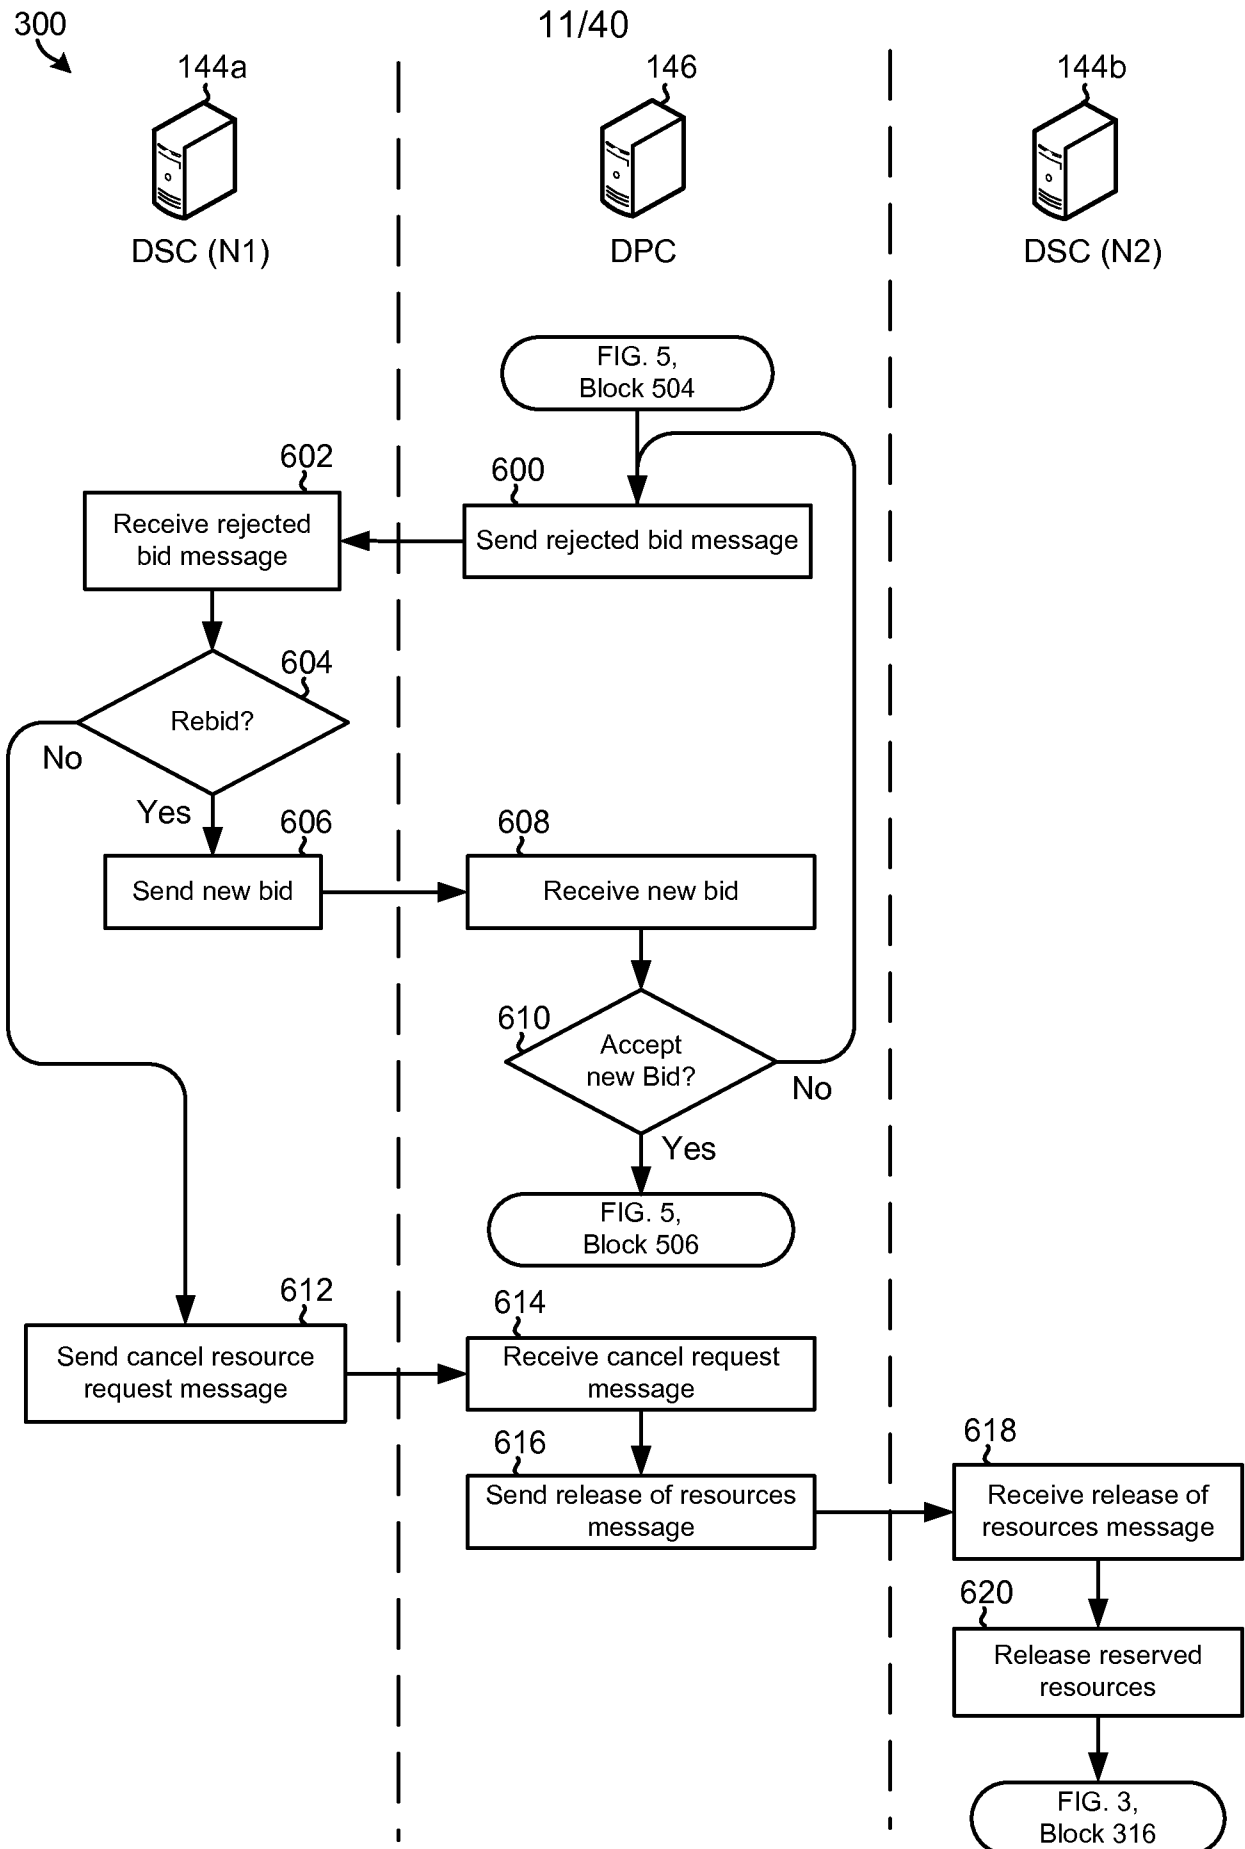 300
11/40
144a
146
144b
DSC (N1)
DPC
DSC (N2)
FIG. 5,
Block 504
602
600
Receive rejected
bid message
Send rejected bid message
604
Rebid?
No
Yes
606
608
Send new bid
Receive new bid
610
Accept
new Bid?
No
Yes
FIG. 5,
Block 506
612
614
Send cancel resource
request message
Receive cancel request
message
616
618
Send release of resources
message
Receive release of
resources message
620
Release reserved
resources
FIG. 3,
Block 316